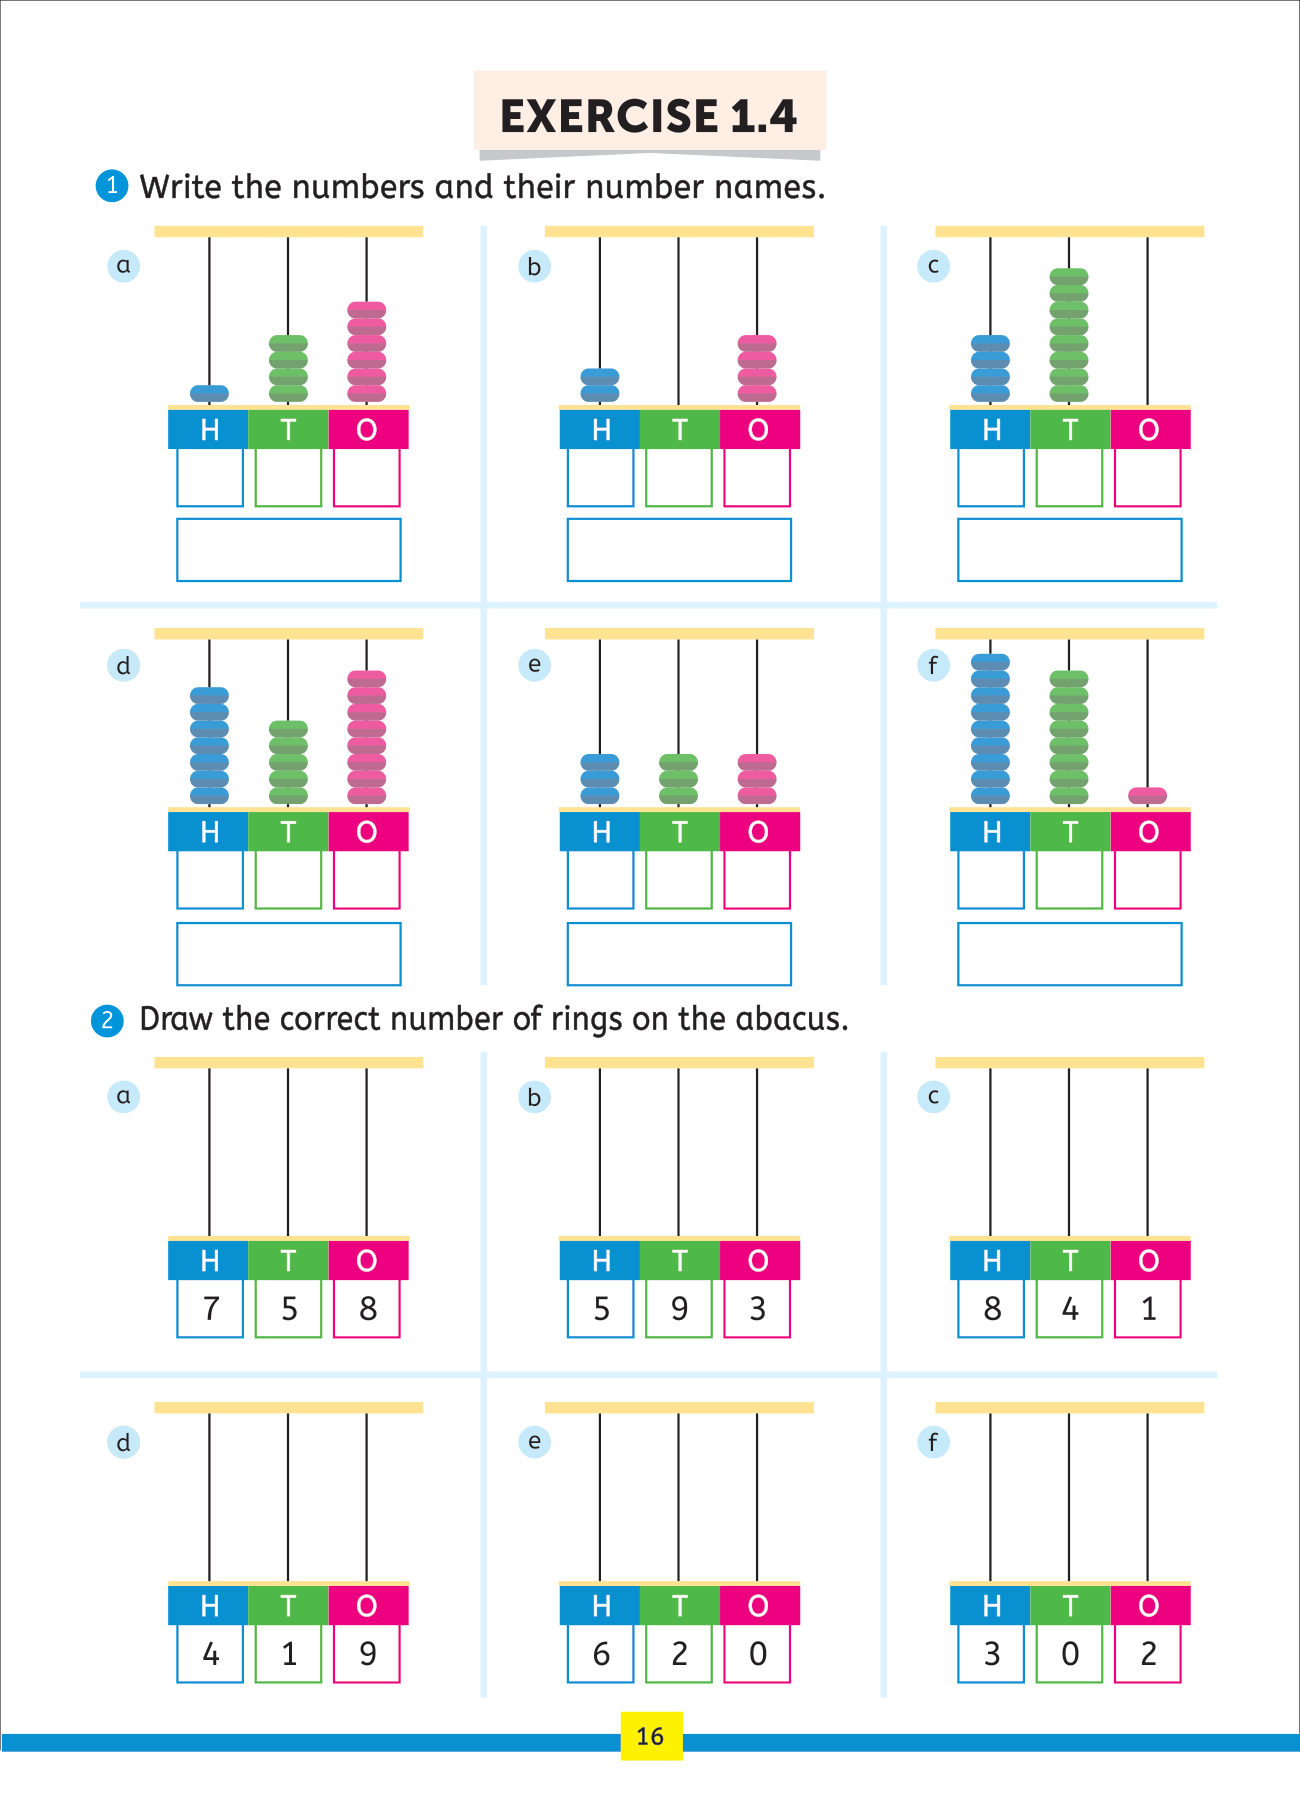 EXERCISE 1.4
1 Write the numbers and their number names.
a b c
H T O H T O H T O
d e f
H T O H T O H T O
2 Draw the correct number of rings on the abacus.
a b c
H T O H T O H T O
7 5 8 5 9 3 8 4 1
d e f
H T O H T O H T O
4 1 9 6 2 0 3 0 2
16